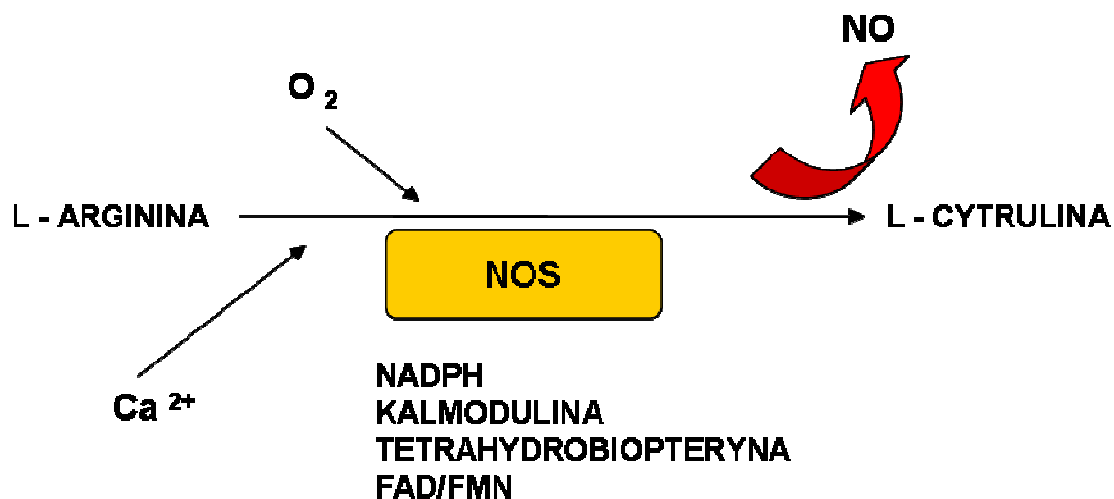 NO
O 2
L - ARGININA
L - CYTRULINA
NOS
Ca 2+
NADPH
KALMODULINA
TETRAHYDROBIOPTERYNA
FAD/FMN